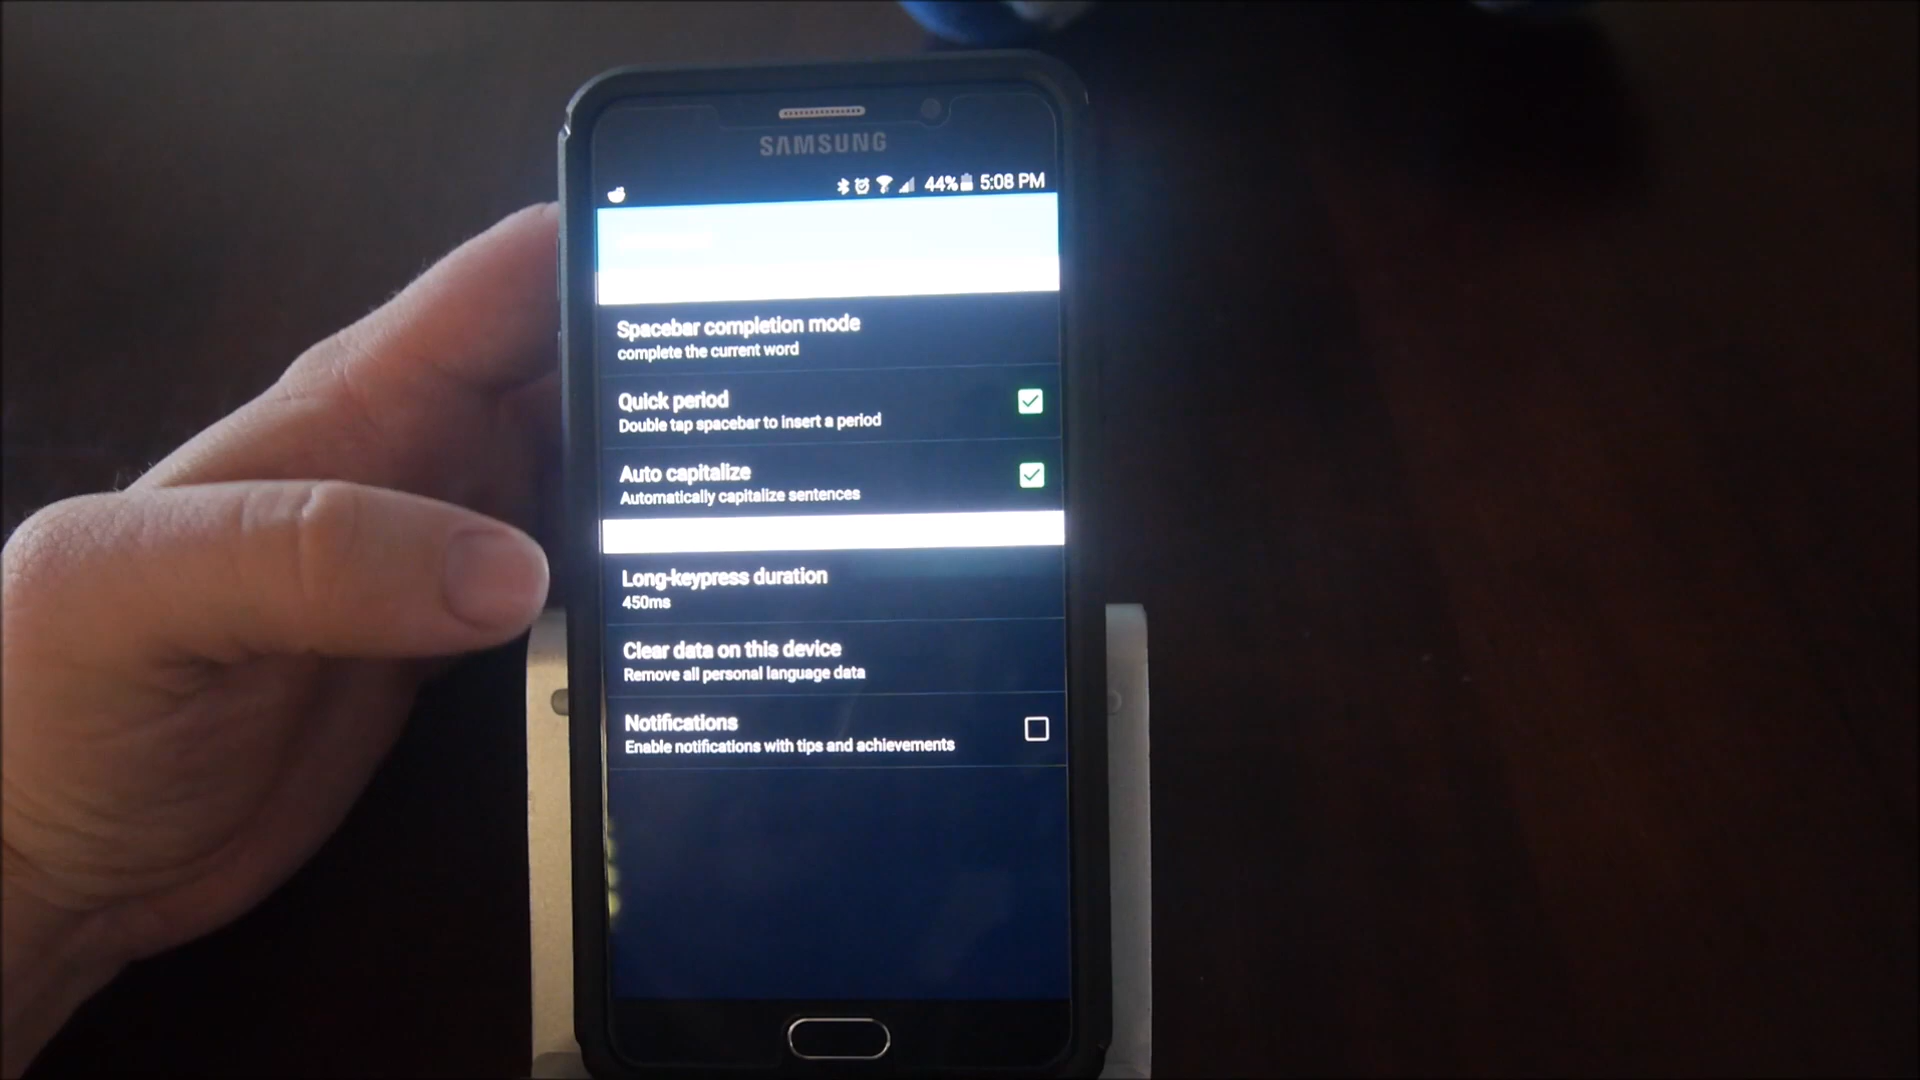 SAMSUNG
44% 5:08 PM
Spacebar completion mode
complete the current word
Quick period
Double tap spacebar to insert a period
Auto capitalize
Automatically capitalize sentences
Long-keypress duration
450ms
Clear data on this device
Remove all personal language data
Notifications
Enable notifications with tips and achievements